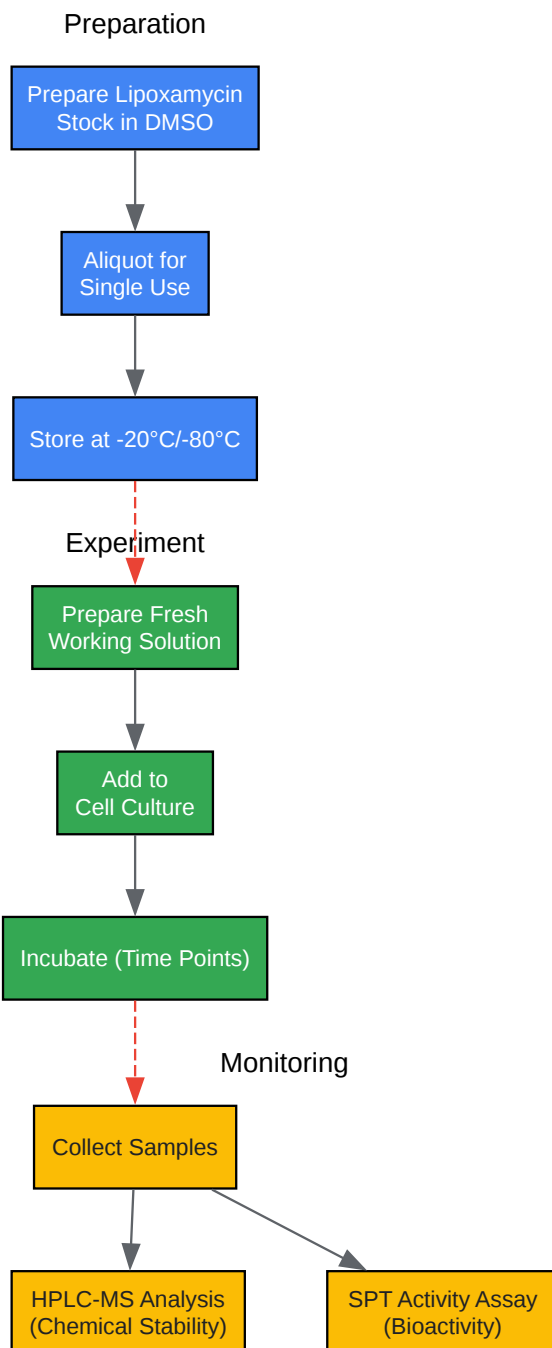 Preparation
Prepare Lipoxamycin
Stock in DMSO
Aliquot for
Single Use
Store at -20°C/-80°C
Experiment
Prepare Fresh
Working Solution
Add to
Cell Culture
Incubate (Time Points)
Monitoring
Collect Samples
HPLC-MS Analysis
(Chemical Stability)
SPT Activity Assay
(Bioactivity)